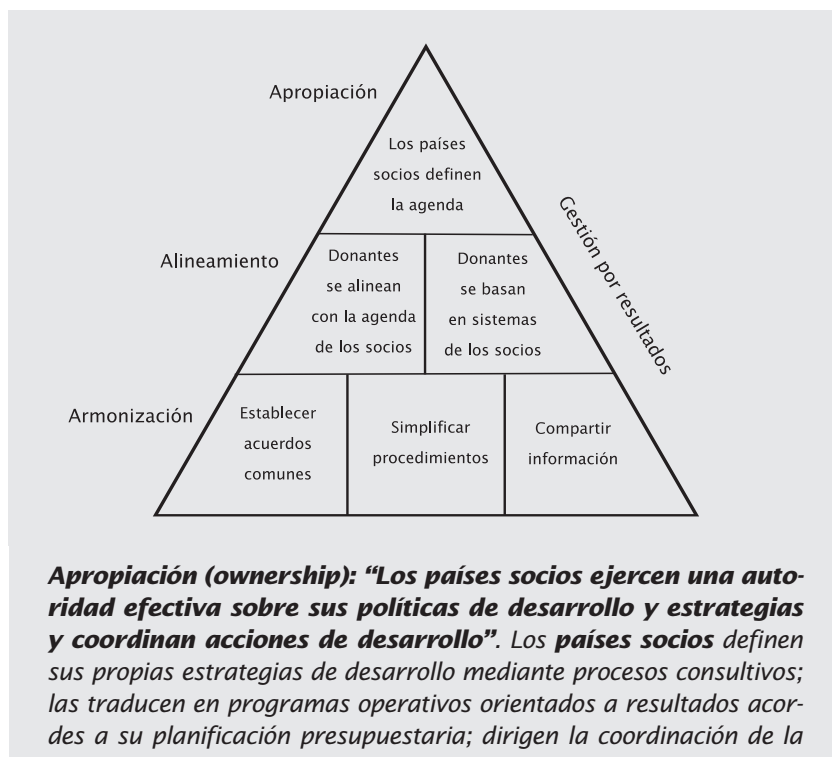 Apropiación
Los países
socios definen
la agenda
Gestión por resultados
Alineamiento
Donantes
se alinean
con la agenda
de los socios
Donantes
se basan
en sistemas
de los socios
Armonización
Establecer
acuerdos
comunes
Simplificar
procedimientos
Compartir
información
Apropiación (ownership): “Los países socios ejercen una auto-
ridad efectiva sobre sus políticas de desarrollo y estrategias
y coordinan acciones de desarrollo”. Los países socios definen
sus propias estrategias de desarrollo mediante procesos consultivos;
las traducen en programas operativos orientados a resultados acor-
des a su planificación presupuestaria; dirigen la coordinación de la